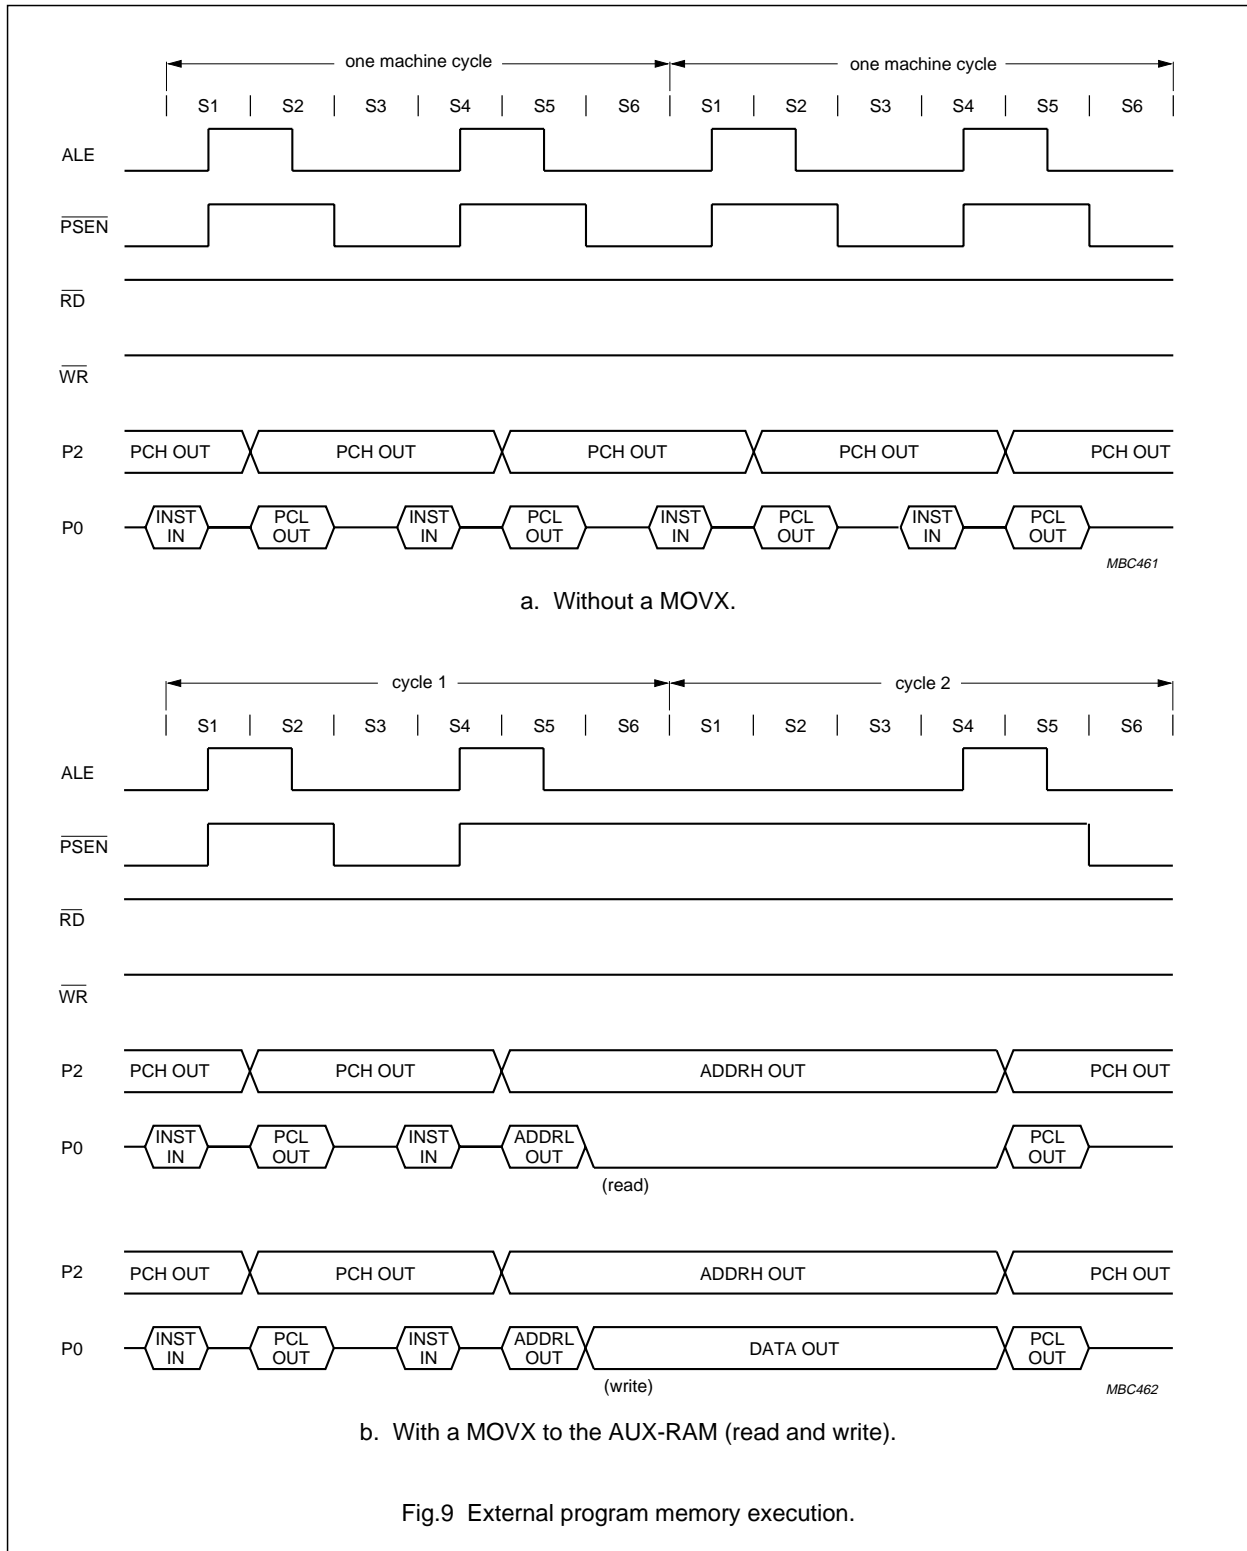 one machine cycle one machine cycle
S1 S2 S3 S4 S5 S6 S1 S2 S3 S4 S5 S6
ALE
PSEN
RD
WR
P2 PCH OUT PCH OUT PCH OUT PCH OUT PCH OUT
P0 INST IN PCL OUT INST IN PCL OUT INST IN PCL OUT INST IN PCL OUT
MBC461
a. Without a MOVX.
cycle 1 cycle 2
S1 S2 S3 S4 S5 S6 S1 S2 S3 S4 S5 S6
ALE
PSEN
RD
WR
P2 PCH OUT PCH OUT ADDRH OUT PCH OUT
P0 INST IN PCL OUT INST IN ADDRL OUT PCL OUT
(read)
P2 PCH OUT PCH OUT ADDRH OUT PCH OUT
P0 INST IN PCL OUT INST IN ADDRL OUT DATA OUT PCL OUT
(write)
MBC462
b. With a MOVX to the AUX-RAM (read and write).
Fig.9 External program memory execution.